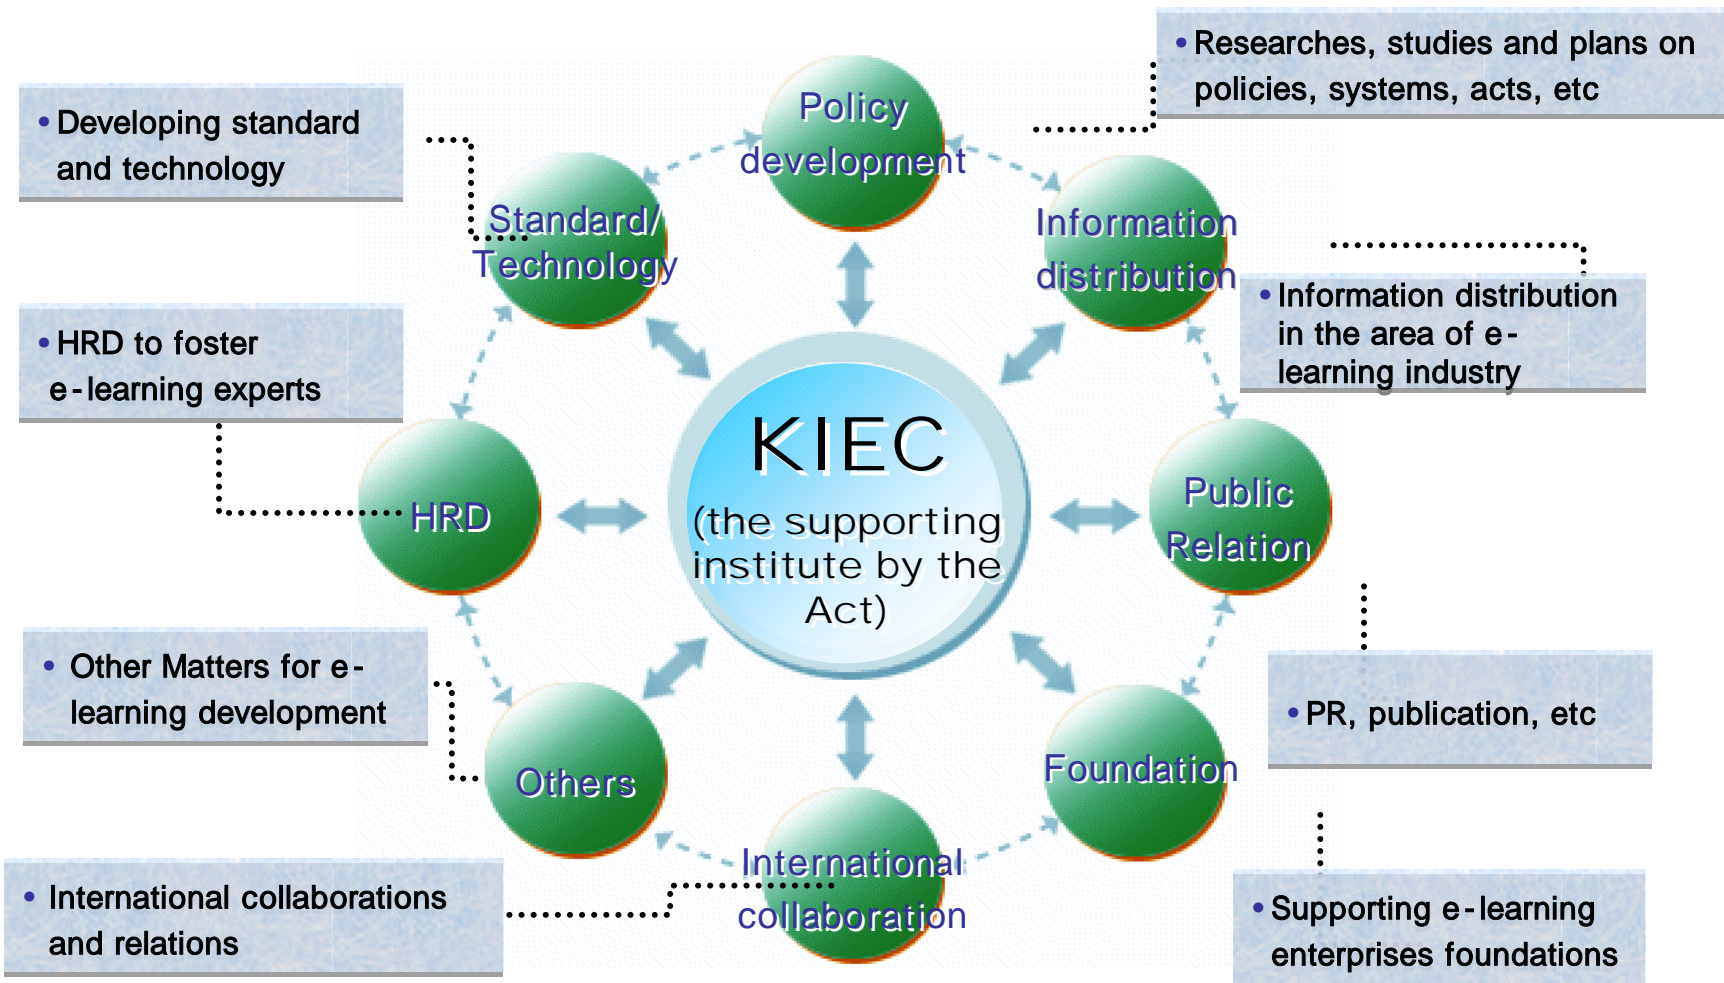 • Researches, studies and plans on
policies, systems, acts, etc
Policy
development
• Developing standard
and technology
Standard/
Technology
Information
distribution
• Information distribution
in the area of e-
learning industry
• HRD to foster
e-learning experts
KIEC
(the supporting
institute by the
Act)
HRD
Public
Relation
• Other Matters for e-
learning development
• PR, publication, etc
Others
Foundation
International
collaboration
• International collaborations
and relations
• Supporting e-learning
enterprises foundations